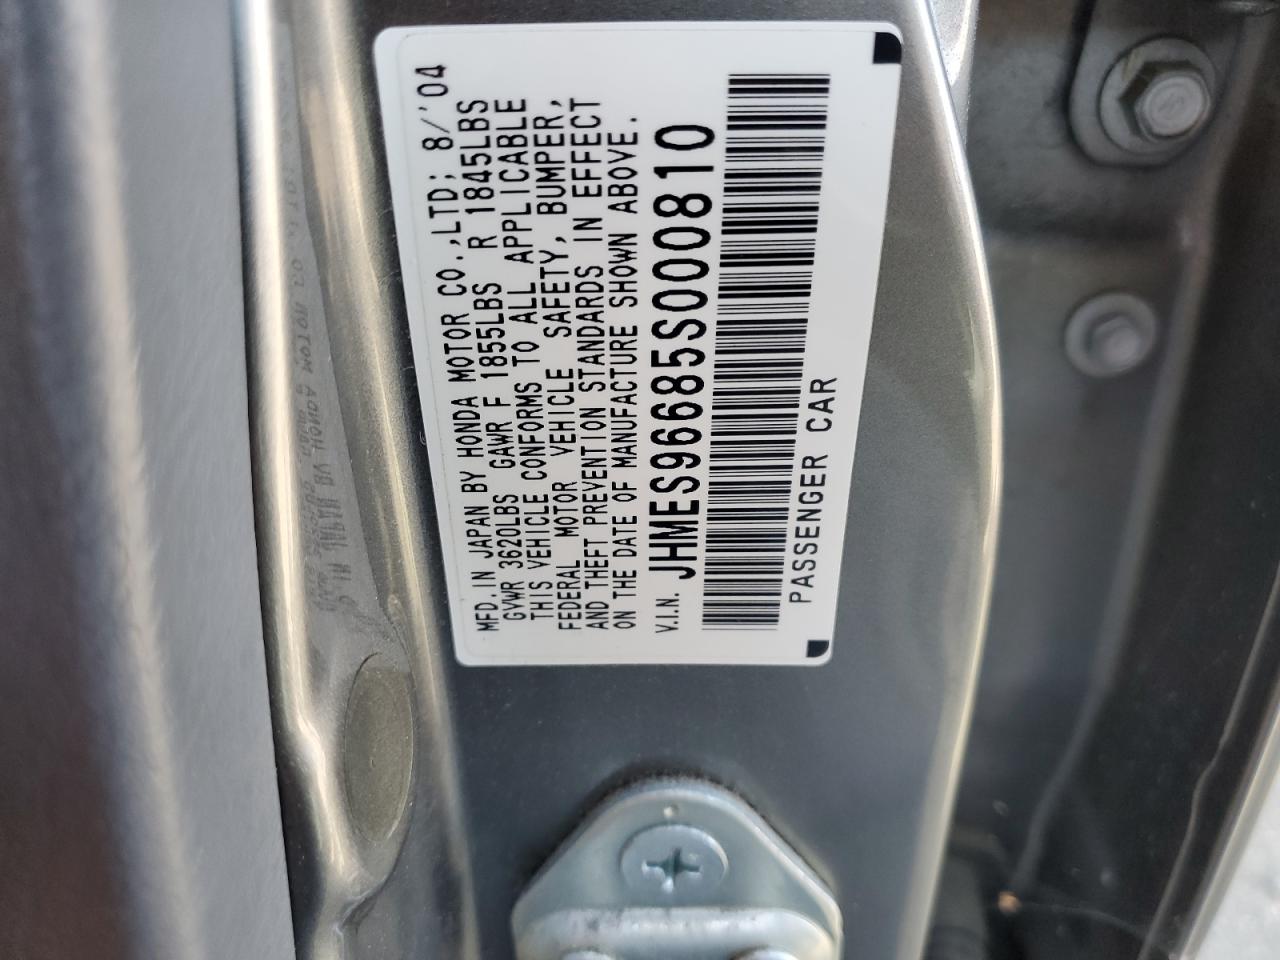 MFD. IN JAPAN BY HONDA MOTOR CO.,LTD; 8/'04
GVWR 3620LBS GAWR F 1855LBS R 1845LBS
THIS VEHICLE CONFORMS TO ALL APPLICABLE
FEDERAL MOTOR VEHICLE SAFETY, BUMPER,
AND THEFT PREVENTION STANDARDS IN EFFECT
ON THE DATE OF MANUFACTURE SHOWN ABOVE.
V.I.N. JHMES96685S000810
PASSENGER CAR